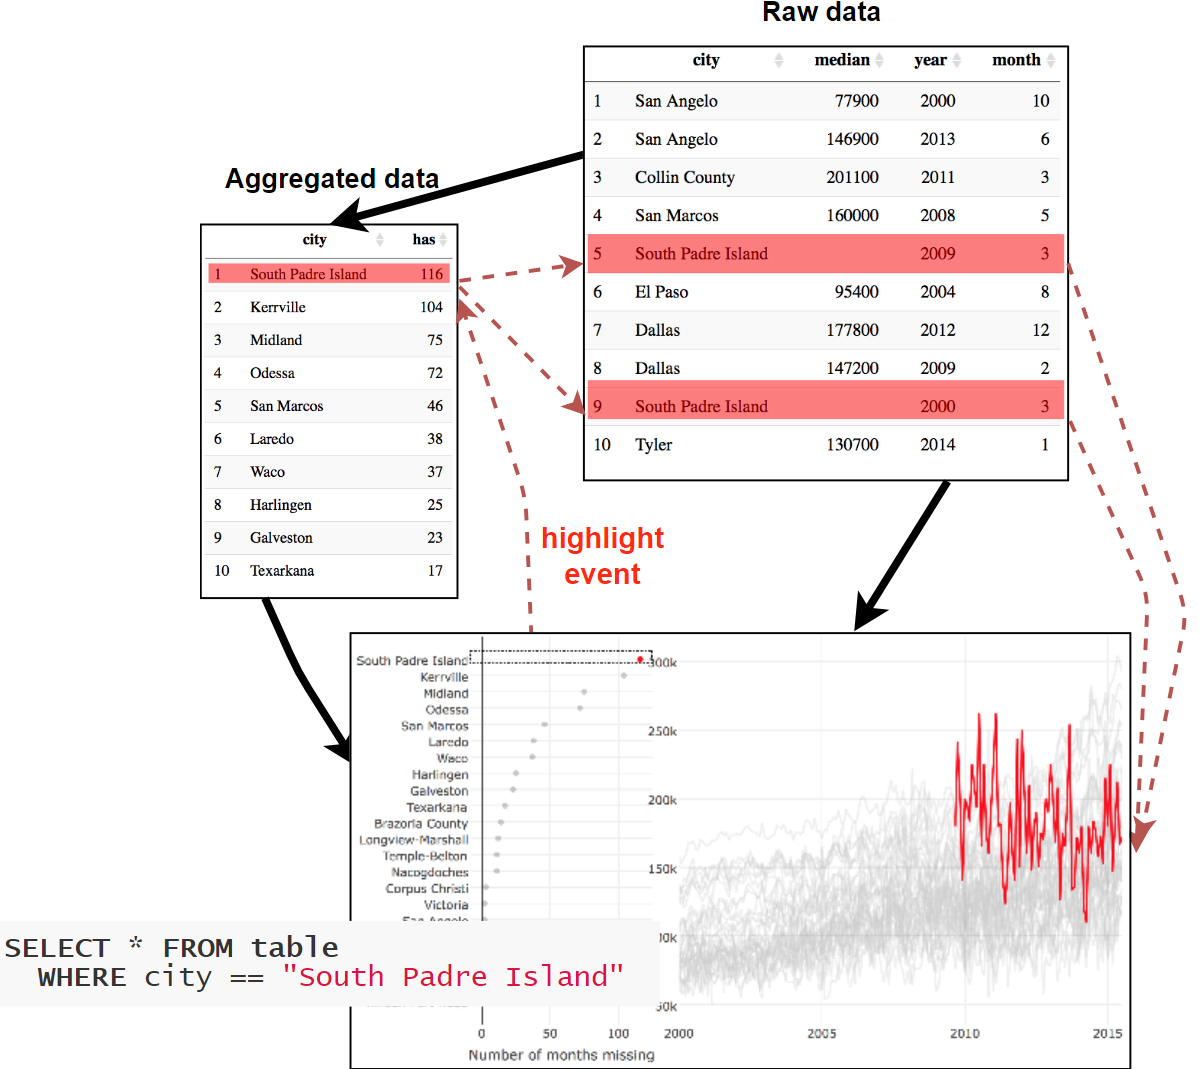 Raw data
city median year month
1 San Angelo 77900 2000 10
2 San Angelo 146900 2013 6
3 Collin County 201100 2011 3
4 San Marcos 160000 2008 5
5 South Padre Island 2009 3
6 El Paso 95400 2004 8
7 Dallas 177800 2012 12
8 Dallas 147200 2009 2
9 South Padre Island 2000 3
10 Tyler 130700 2014 1
Aggregated data
city has
1 South Padre Island 116
2 Kerrville 104
3 Midland 75
4 Odessa 72
5 San Marcos 46
6 Laredo 38
7 Waco 37
8 Harlingen 25
9 Galveston 23
10 Texarkana 17
highlight
event
South Padre Island
Kerrville
Midland
Odessa
San Marcos
Laredo
Waco
Harlingen
Galveston
Texarkana
Brazoria County
Longview-Marshall
Temple-Belton
Nacogdoches
Corpus Christi
Victoria
San Angelo
0 50 100
Number of months missing
300k
250k
200k
150k
50k
2000 2005 2010 2015
SELECT * FROM table
WHERE city == "South Padre Island"